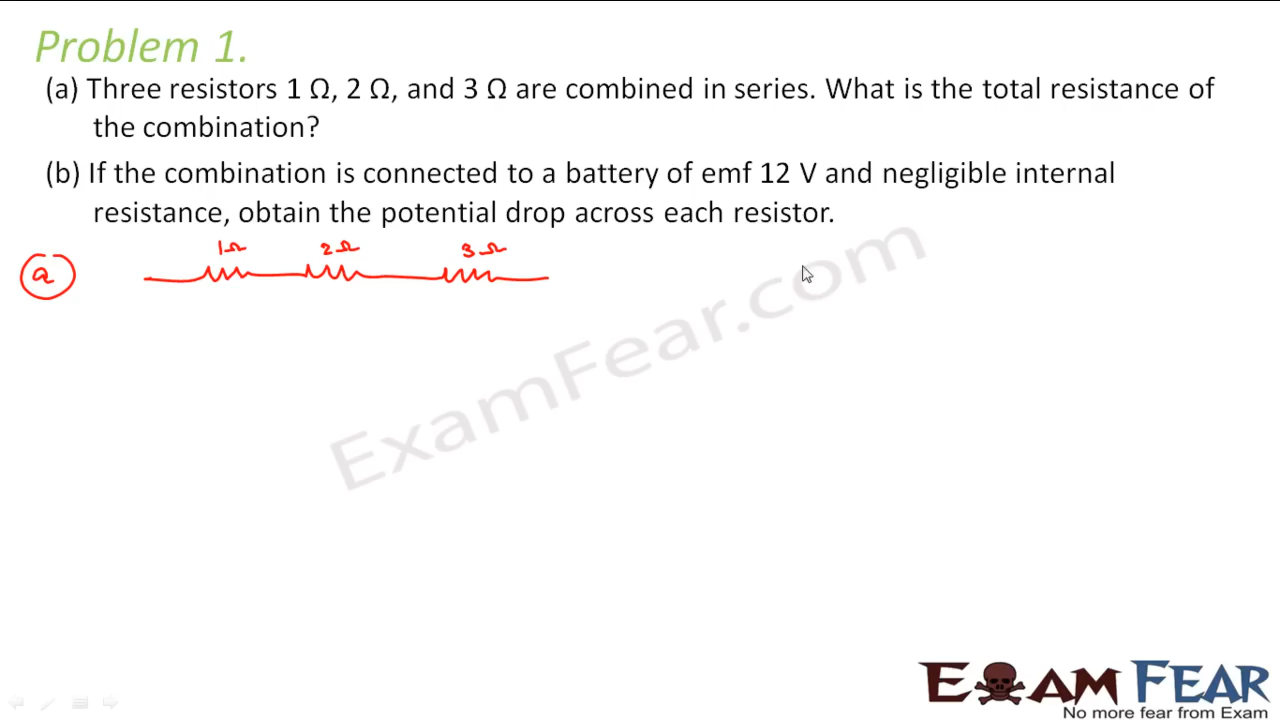 Problem 1.
(a) Three resistors 1 Ω, 2 Ω, and 3 Ω are combined in series. What is the total resistance of
the combination?
(b) If the combination is connected to a battery of emf 12 V and negligible internal
resistance, obtain the potential drop across each resistor.
1Ω 2Ω 3Ω
a
ExamFear.com
EXAM FEAR
No more fear from Exam